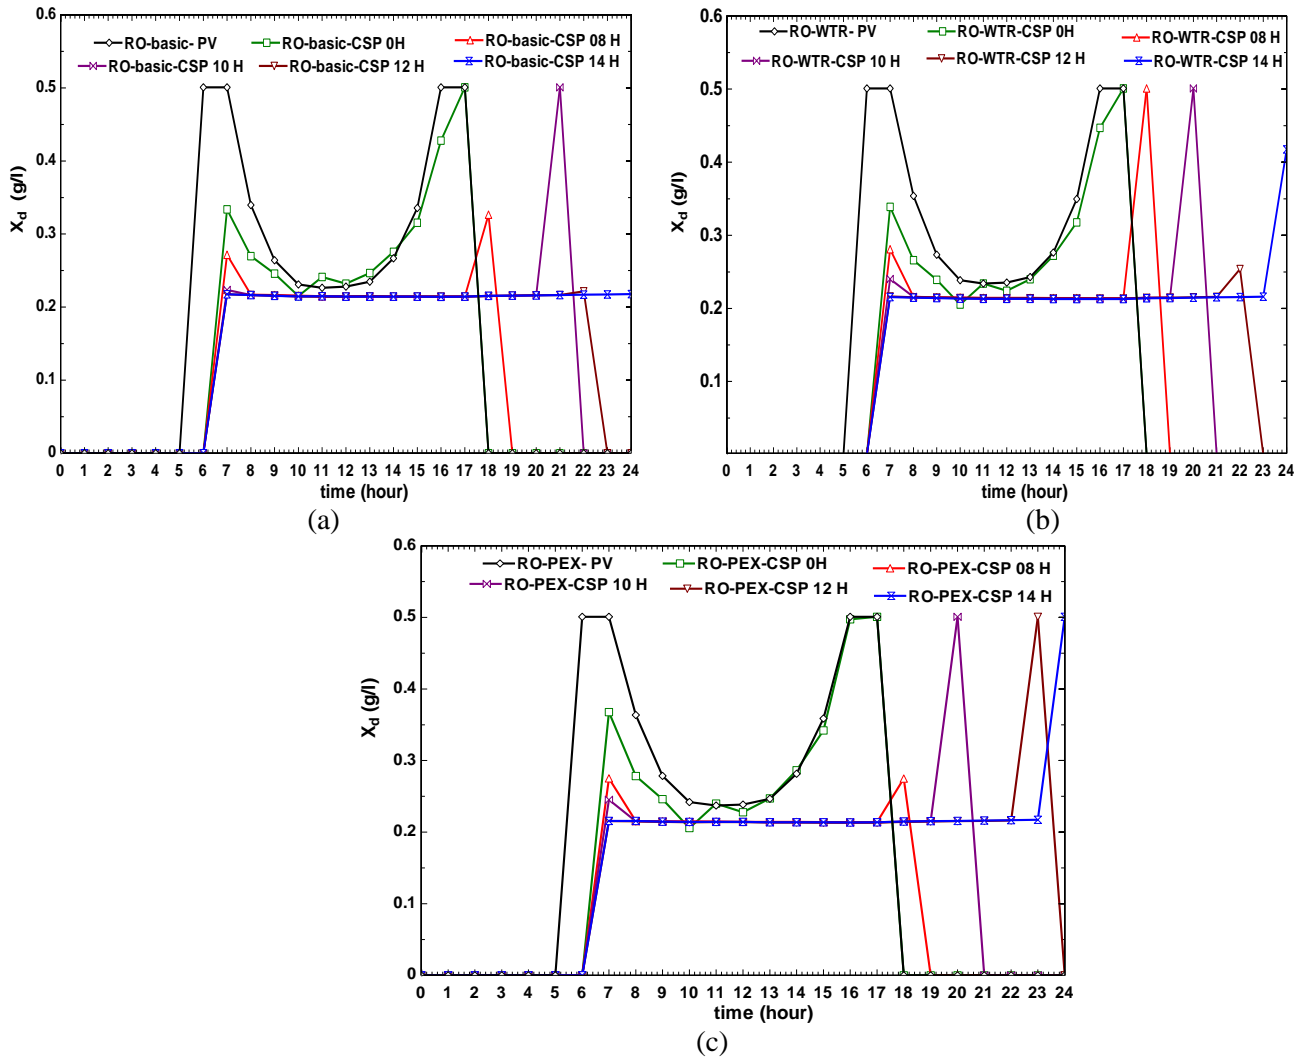 0.6
RO-basic- PV
RO-basic-CSP 0H
RO-basic-CSP 08 H
RO-basic-CSP 10 H
RO-basic-CSP 12 H
RO-basic-CSP 14 H
0.5
0.4
0.3
0.2
0.1
0
X_d (g/l)
0 1 2 3 4 5 6 7 8 9 10 11 12 13 14 15 16 17 18 19 20 21 22 23 24
time (hour)
(a)
0.6
RO-WTR- PV
RO-WTR-CSP 0H
RO-WTR-CSP 08 H
RO-WTR-CSP 10 H
RO-WTR-CSP 12 H
RO-WTR-CSP 14 H
0.5
0.4
0.3
0.2
0.1
X_d (g/l)
0 1 2 3 4 5 6 7 8 9 10 11 12 13 14 15 16 17 18 19 20 21 22 23 24
time (hour)
(b)
0.6
RO-PEX- PV
RO-PEX-CSP 0H
RO-PEX-CSP 08 H
RO-PEX-CSP 10 H
RO-PEX-CSP 12 H
RO-PEX-CSP 14 H
0.5
0.4
0.3
0.2
0.1
0
X_d (g/l)
0 1 2 3 4 5 6 7 8 9 10 11 12 13 14 15 16 17 18 19 20 21 22 23 24
time (hour)
(c)